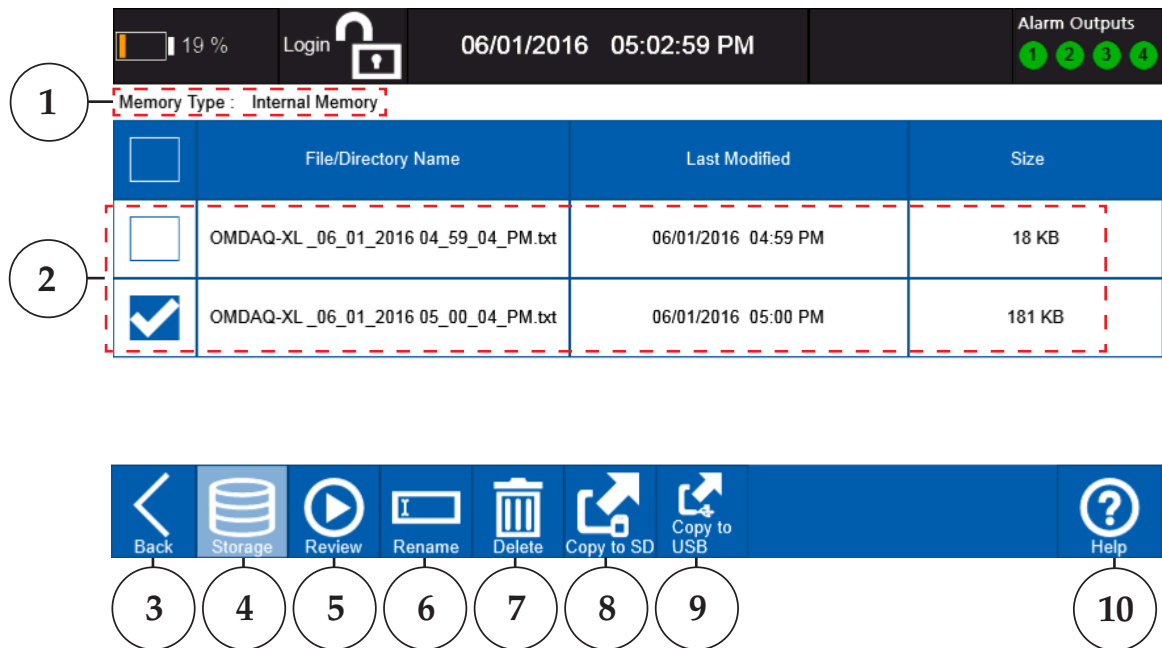 19 %
Login
06/01/2016 05:02:59 PM
Alarm Outputs
1 2 3 4
1
Memory Type : Internal Memory
File/Directory Name
Last Modified
Size
2
OMDAQ-XL _06_01_2016 04_59_04_PM.txt
06/01/2016 04:59 PM
18 KB
OMDAQ-XL _06_01_2016 05_00_04_PM.txt
06/01/2016 05:00 PM
181 KB
Back
Storage
Review
Rename
Delete
Copy to SD
Copy to
USB
Help
3
4
5
6
7
8
9
10